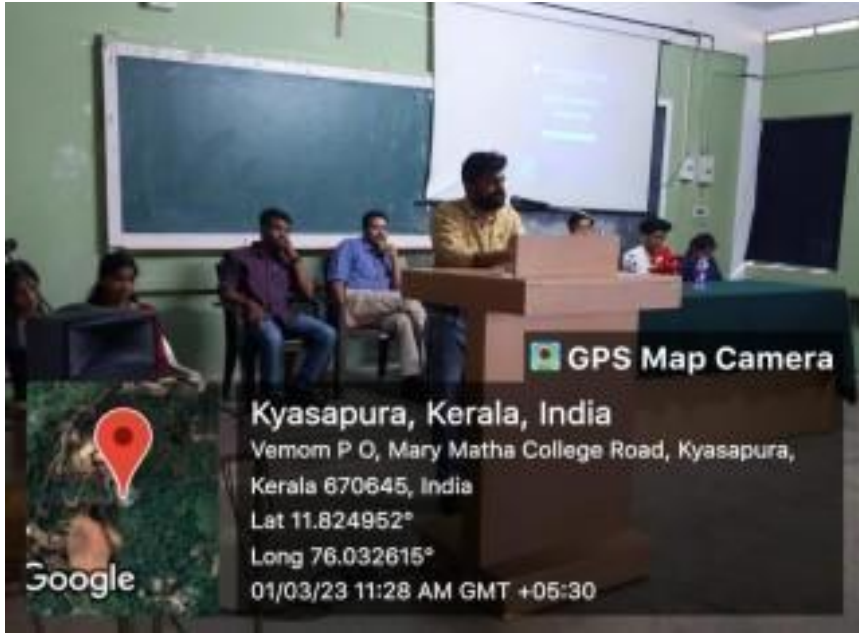 GPS Map Camera
Kyasapura, Kerala, India
Vemom P O, Mary Matha College Road, Kyasapura,
Kerala 670645, India
Lat 11.824952°
Long 76.032615°
01/03/23 11:28 AM GMT +05:30
Google